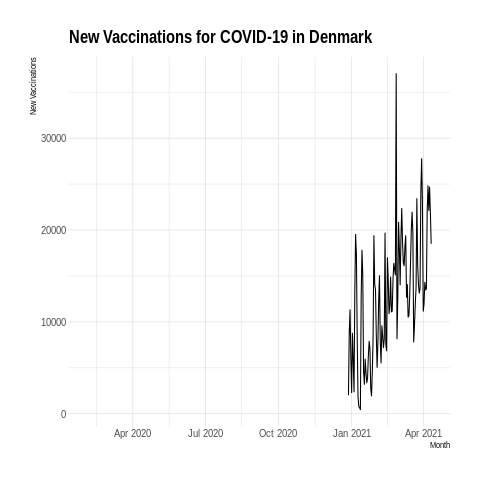 New Vaccinations for COVID-19 in Denmark
New Vaccinations
30000
20000
10000
0
Apr 2020 Jul 2020 Oct 2020 Jan 2021 Apr 2021
Month